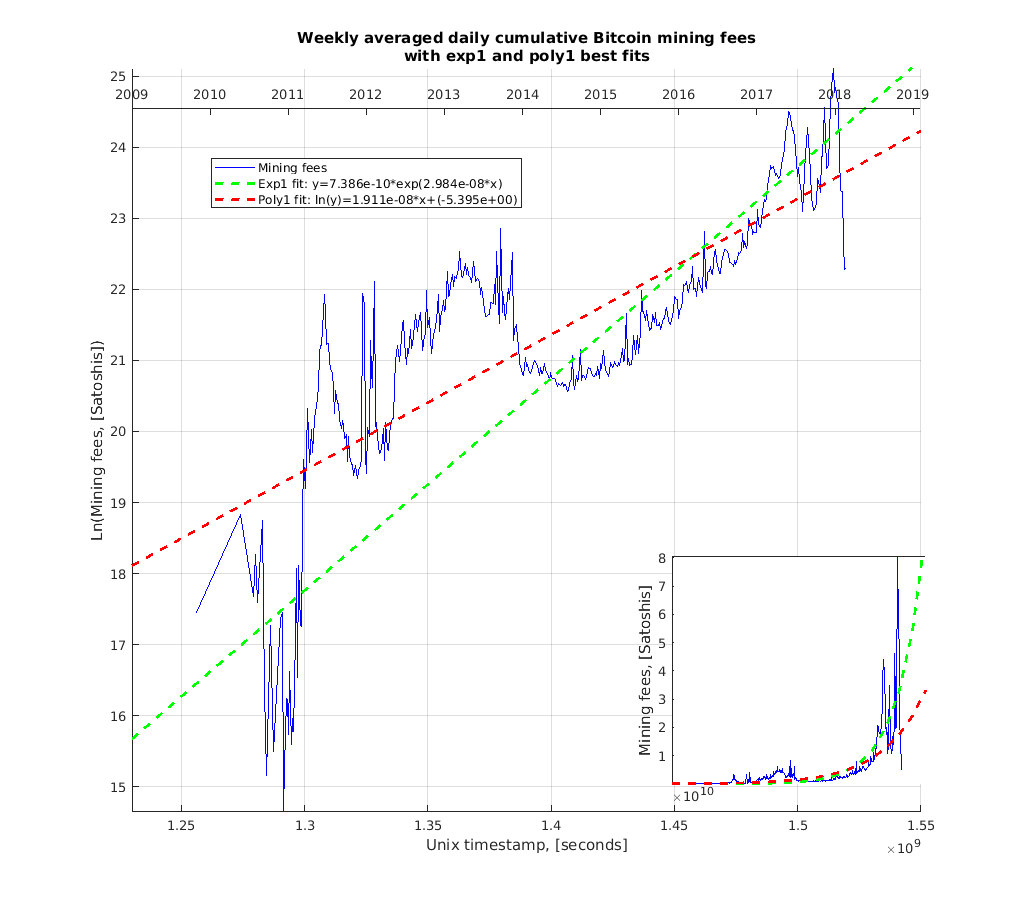 Weekly averaged daily cumulative Bitcoin mining fees
with exp1 and poly1 best fits
25
2009 2010 2011 2012 2013 2014 2015 2016 2017 2018 2019
24
Mining fees
Exp1 fit: y=7.386e-10*exp(2.984e-08*x)
Poly1 fit: ln(y)=1.911e-08*x+(-5.395e+00)
23
22
21
20
19
18
17
16
15
Ln(Mining fees, [Satoshis])
8
7
6
5
4
3
2
1
Mining fees, [Satoshis]
×10^10
1.25 1.3 1.35 1.4 1.45 1.5 1.55
Unix timestamp, [seconds]
×10^9